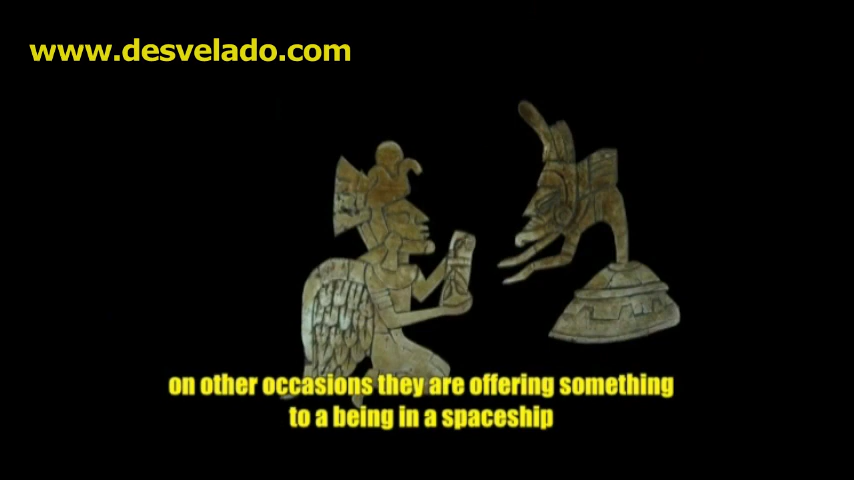 www.desvelado.com
on other occasions they are offering something
to a being in a spaceship